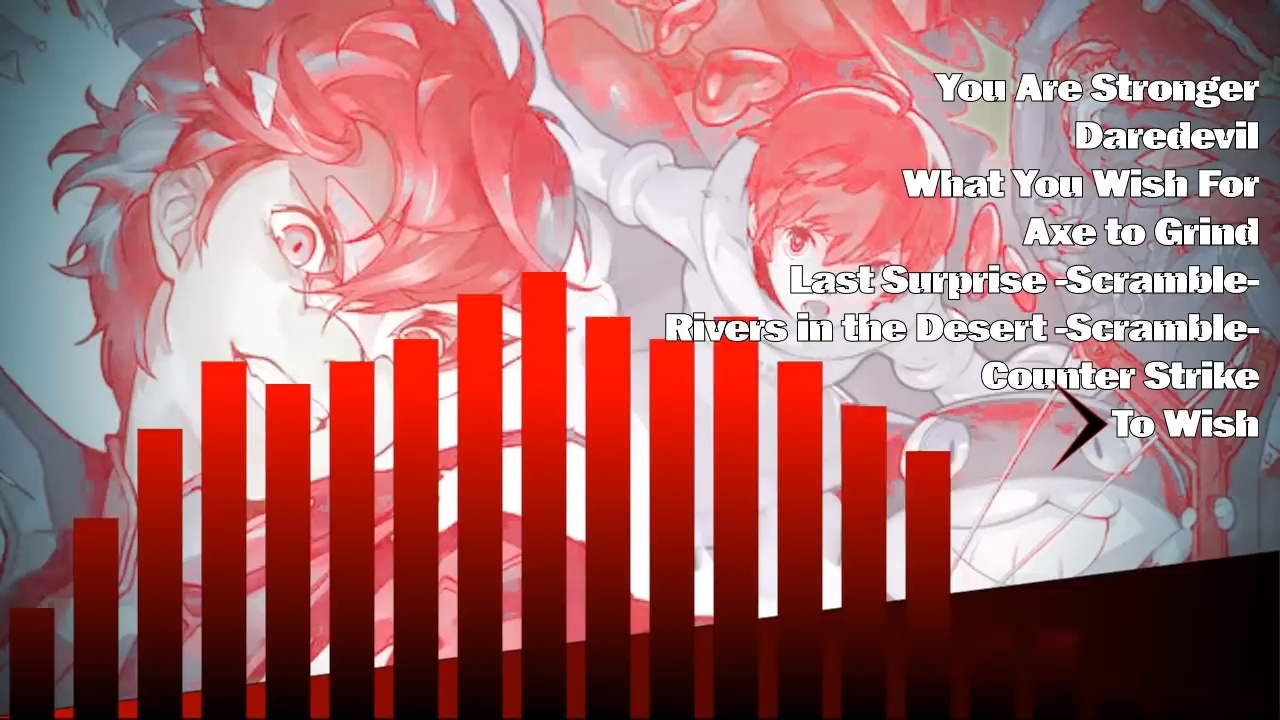 You Are Stronger
Daredevil
What You Wish For
Axe to Grind
Last Surprise -Scramble-
Rivers in the Desert -Scramble-
Counter Strike
To Wish